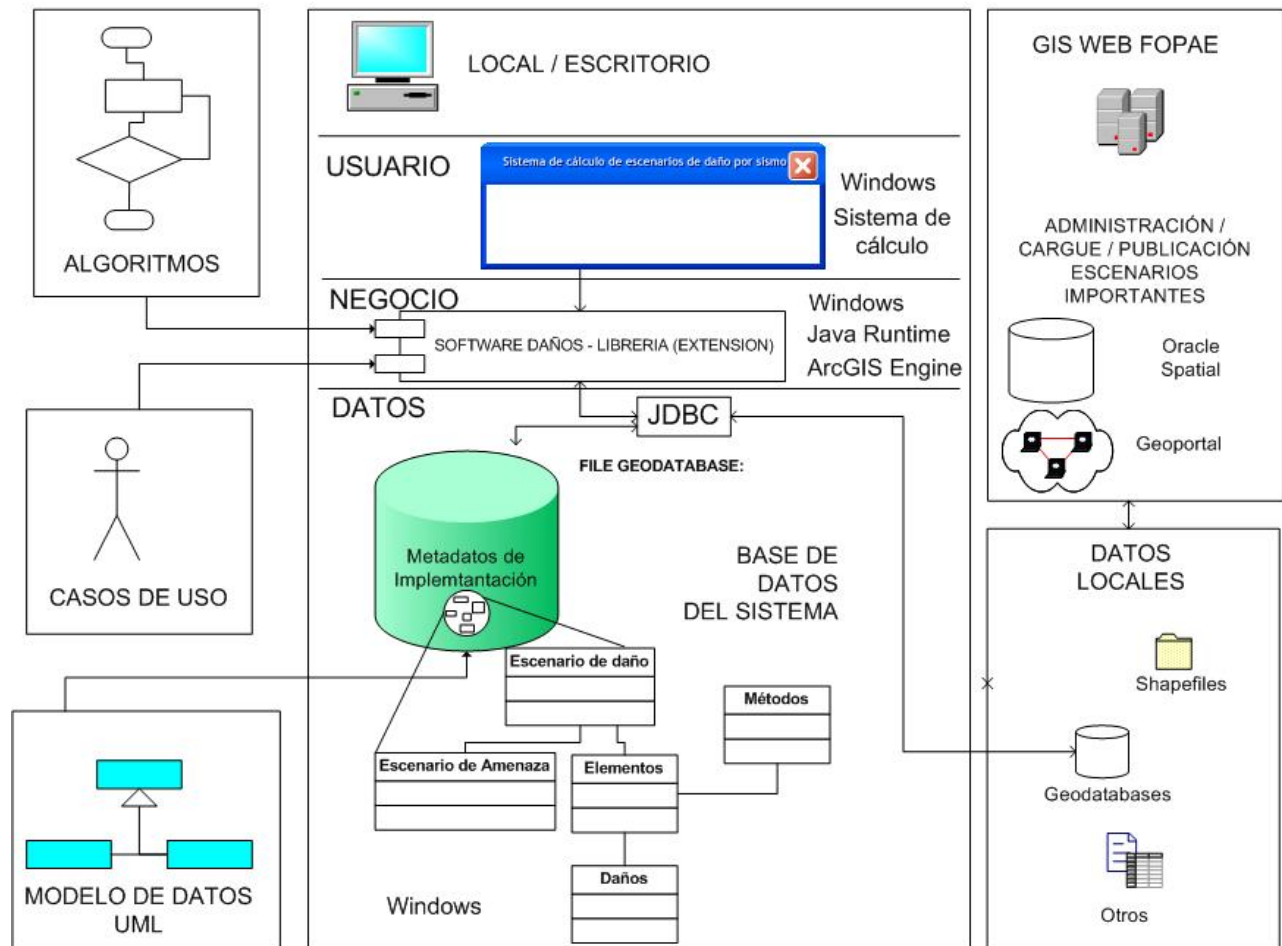 ALGORITMOS
CASOS DE USO
MODELO DE DATOS
UML
LOCAL / ESCRITORIO
USUARIO
Sistema de cálculo de escenarios de daño por sismo
Windows
Sistema de
cálculo
NEGOCIO
SOFTWARE DAÑOS - LIBRERIA (EXTENSION)
Windows
Java Runtime
ArcGIS Engine
DATOS
JDBC
FILE GEODATABASE:
Metadatos de
Implemtantación
BASE DE
DATOS
DEL SISTEMA
Escenario de daño
Métodos
Escenario de Amenaza
Elementos
Daños
Windows
GIS WEB FOPAE
ADMINISTRACIÓN /
CARGUE / PUBLICACIÓN
ESCENARIOS
IMPORTANTES
Oracle
Spatial
Geoportal
DATOS
LOCALES
Shapefiles
Geodatabases
Otros